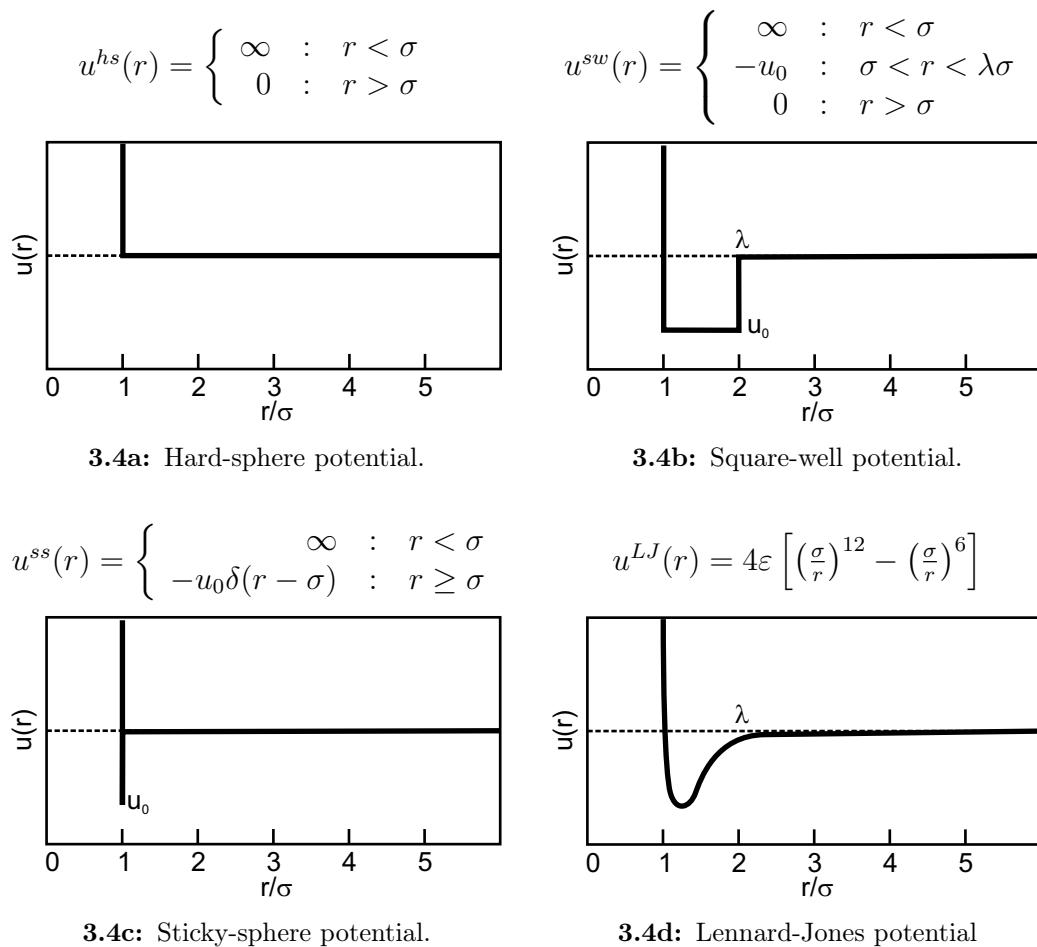 u^{hs}(r) = { ∞ : r < σ
0 : r > σ
u(r)
0 1 2 3 4 5
r/σ
3.4a: Hard-sphere potential.
u^{sw}(r) = { ∞ : r < σ
−u_0 : σ < r < λσ
0 : r > σ
u(r)
λ
u_0
0 1 2 3 4 5
r/σ
3.4b: Square-well potential.
u^{ss}(r) = { ∞ : r < σ
−u_0δ(r − σ) : r ≥ σ
u(r)
u_0
0 1 2 3 4 5
r/σ
3.4c: Sticky-sphere potential.
u^{LJ}(r) = 4ε [ (σ/r)^{12} − (σ/r)^6 ]
u(r)
λ
0 1 2 3 4 5
r/σ
3.4d: Lennard-Jones potential